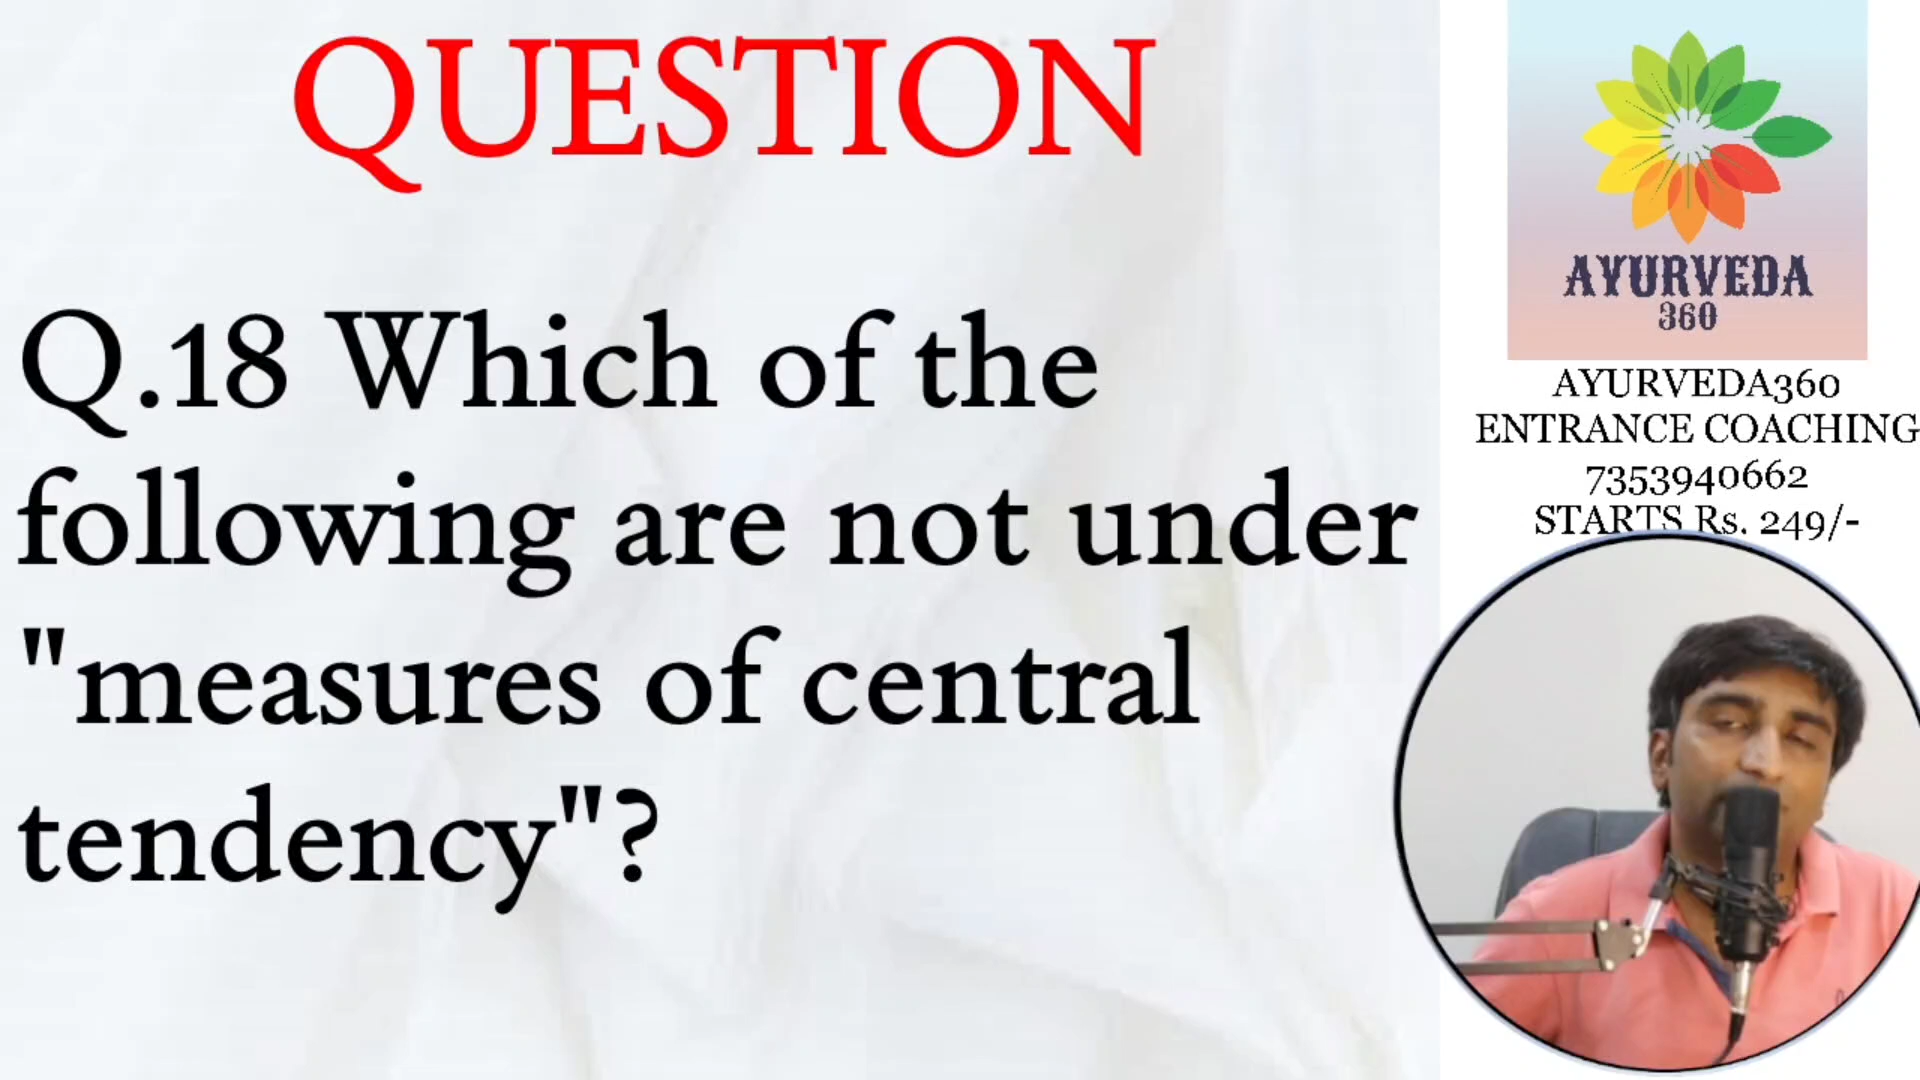 QUESTION
Q.18 Which of the
following are not under
"measures of central
tendency"?
AYURVEDA
360
AYURVEDA360
ENTRANCE COACHING
7353940662
STARTS Rs. 249/-